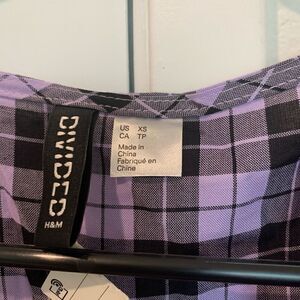 DIVIDED
H&M
US XS
CA TP
Made in
China
Fabriqué en
Chine